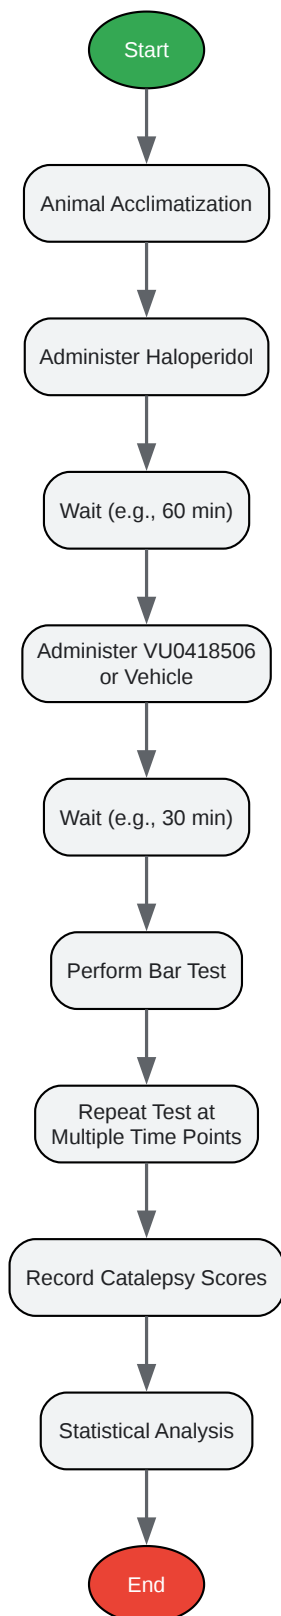 Start
Animal Acclimatization
Administer Haloperidol
Wait (e.g., 60 min)
Administer VU0418506
or Vehicle
Wait (e.g., 30 min)
Perform Bar Test
Repeat Test at
Multiple Time Points
Record Catalepsy Scores
Statistical Analysis
End